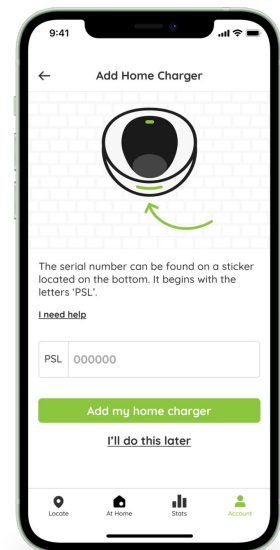 9:41
Add Home Charger
The serial number can be found on a sticker
located on the bottom. It begins with the
letters ‘PSL’.
I need help
PSL 000000
Add my home charger
I'll do this later
Locate At Home Stats Account